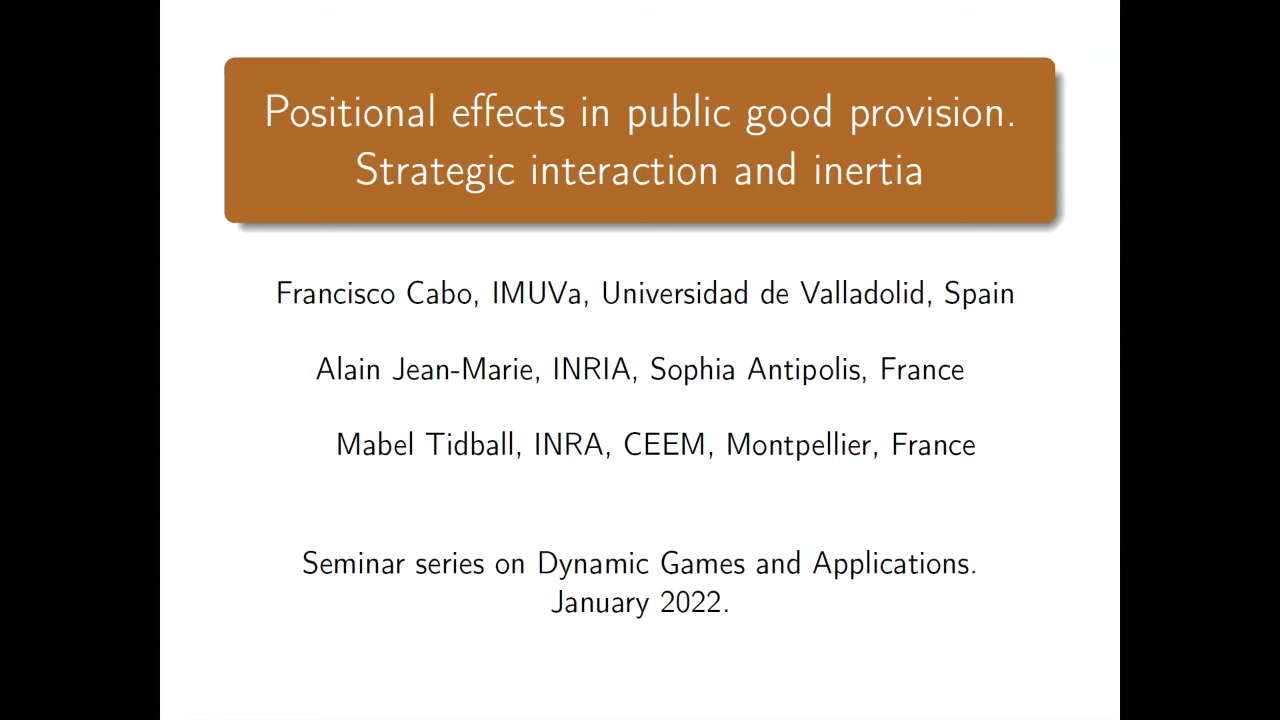 Positional effects in public good provision.
Strategic interaction and inertia
Francisco Cabo, IMUVa, Universidad de Valladolid, Spain
Alain Jean-Marie, INRIA, Sophia Antipolis, France
Mabel Tidball, INRA, CEEM, Montpellier, France
Seminar series on Dynamic Games and Applications.
January 2022.